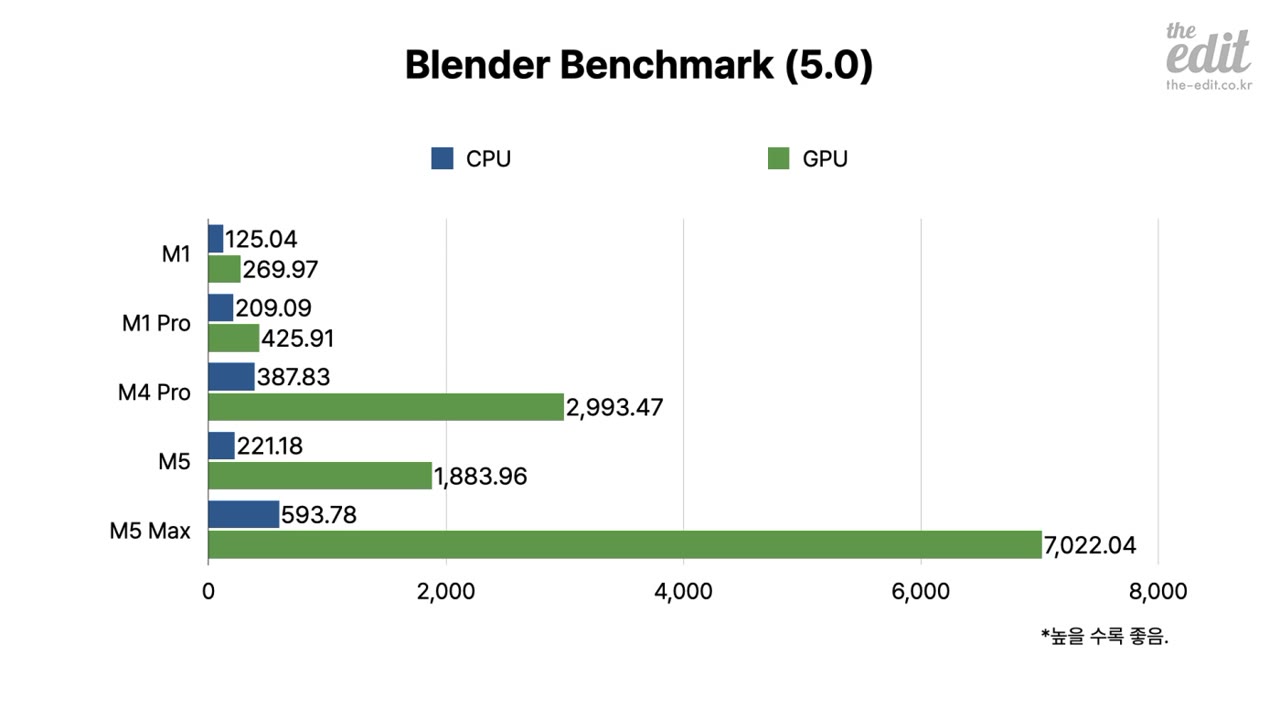 the
edit
the-edit.co.kr
Blender Benchmark (5.0)
CPU
GPU
M1
125.04
269.97
M1 Pro
209.09
425.91
M4 Pro
387.83
2,993.47
M5
221.18
1,883.96
M5 Max
593.78
7,022.04
0
2,000
4,000
6,000
8,000
*높을 수록 좋음.